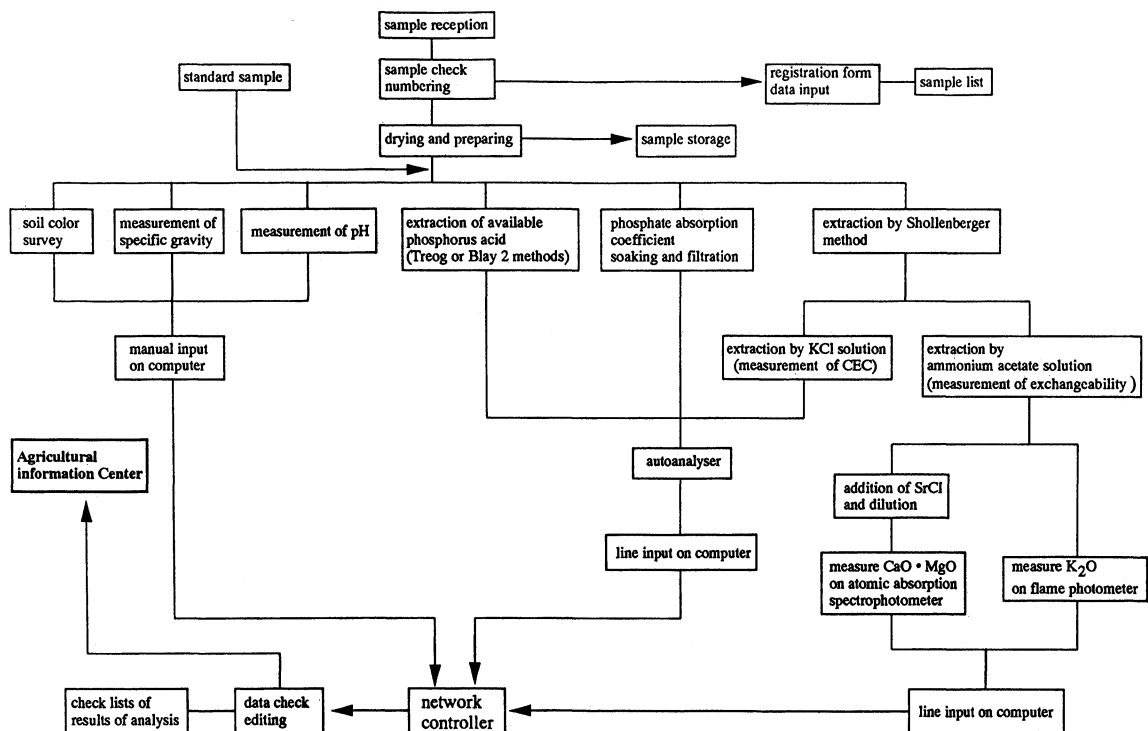 sample reception
standard sample
sample check
numbering
registration form
data input
sample list
drying and preparing
sample storage
soil color
survey
measurement of
specific gravity
measurement of pH
extraction of available
phosphorus acid
(Treog or Blay 2 methods)
phosphate absorption
coefficient
soaking and filtration
extraction by Shollenberger
method
manual input
on computer
extraction by KCl solution
(measurement of CEC)
extraction by
ammonium acetate solution
(measurement of exchangeability )
Agricultural
information Center
autoanalyser
addition of SrCl
and dilution
line input on computer
measure CaO • MgO
on atomic absorption
spectrophotometer
measure K2O
on flame photometer
check lists of
results of analysis
data check
editing
network
controller
line input on computer